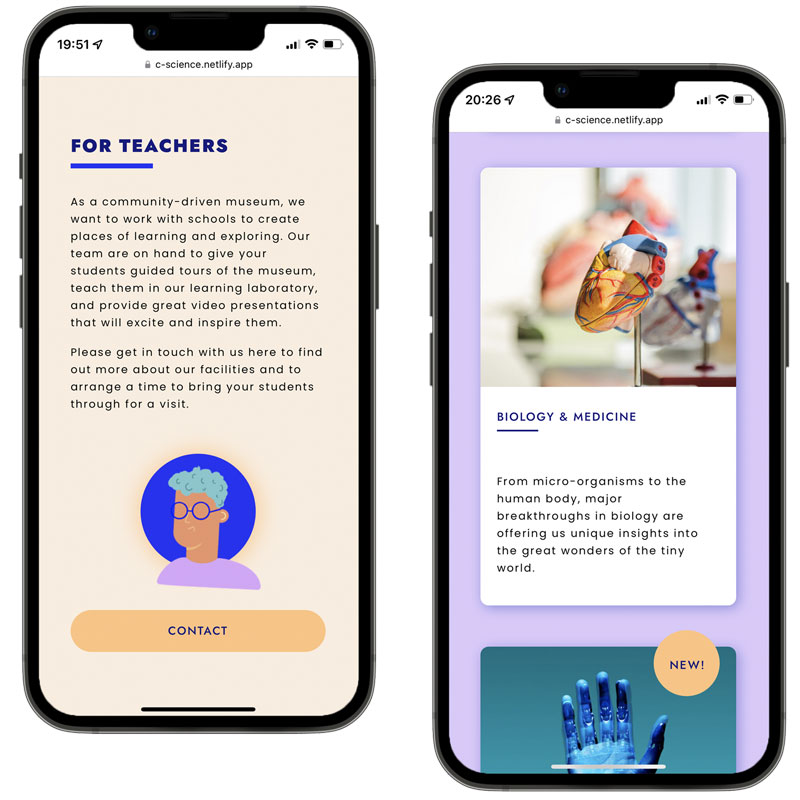 19:51
c-science.netlify.app
FOR TEACHERS
As a community-driven museum, we
want to work with schools to create
places of learning and exploring. Our
team are on hand to give your
students guided tours of the museum,
teach them in our learning laboratory,
and provide great video presentations
that will excite and inspire them.
Please get in touch with us here to find
out more about our facilities and to
arrange a time to bring your students
through for a visit.
CONTACT
20:26
c-science.netlify.app
BIOLOGY & MEDICINE
From micro-organisms to the
human body, major
breakthroughs in biology are
offering us unique insights into
the great wonders of the tiny
world.
NEW!